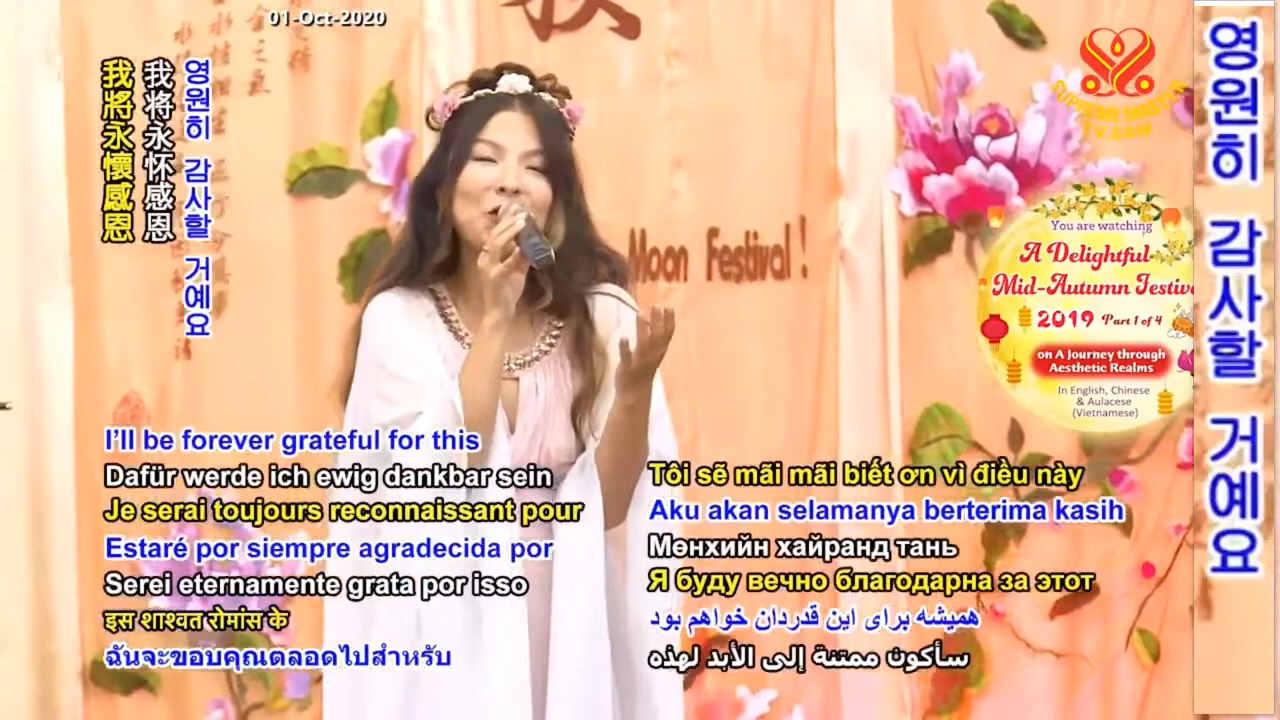 01-Oct-2020
我將永懷感恩
我将永怀感恩
영원히 감사할 거예요
영원히 감사할 거예요
SUPREME MASTER
TV.COM
Moon Festival !
You are watching
A Delightful
Mid-Autumn Festiv
2019 Part 1 of 4
on A Journey through
Aesthetic Realms
In English, Chinese
& Aulacese
(Vietnamese)
I'll be forever grateful for this
Dafür werde ich ewig dankbar sein
Je serai toujours reconnaissant pour
Estaré por siempre agradecida por
Serei eternamente grata por isso
इस शाश्वत रोमांस के
ฉันจะขอบคุณตลอดไปสำหรับ
Tôi sẽ mãi mãi biết ơn vì điều này
Aku akan selamanya berterima kasih
Мөнхийн хайранд тань
Я буду вечно благодарна за этот
همیشه برای این قدردان خواهم بود
سأكون ممتنة إلى الأبد لهذه